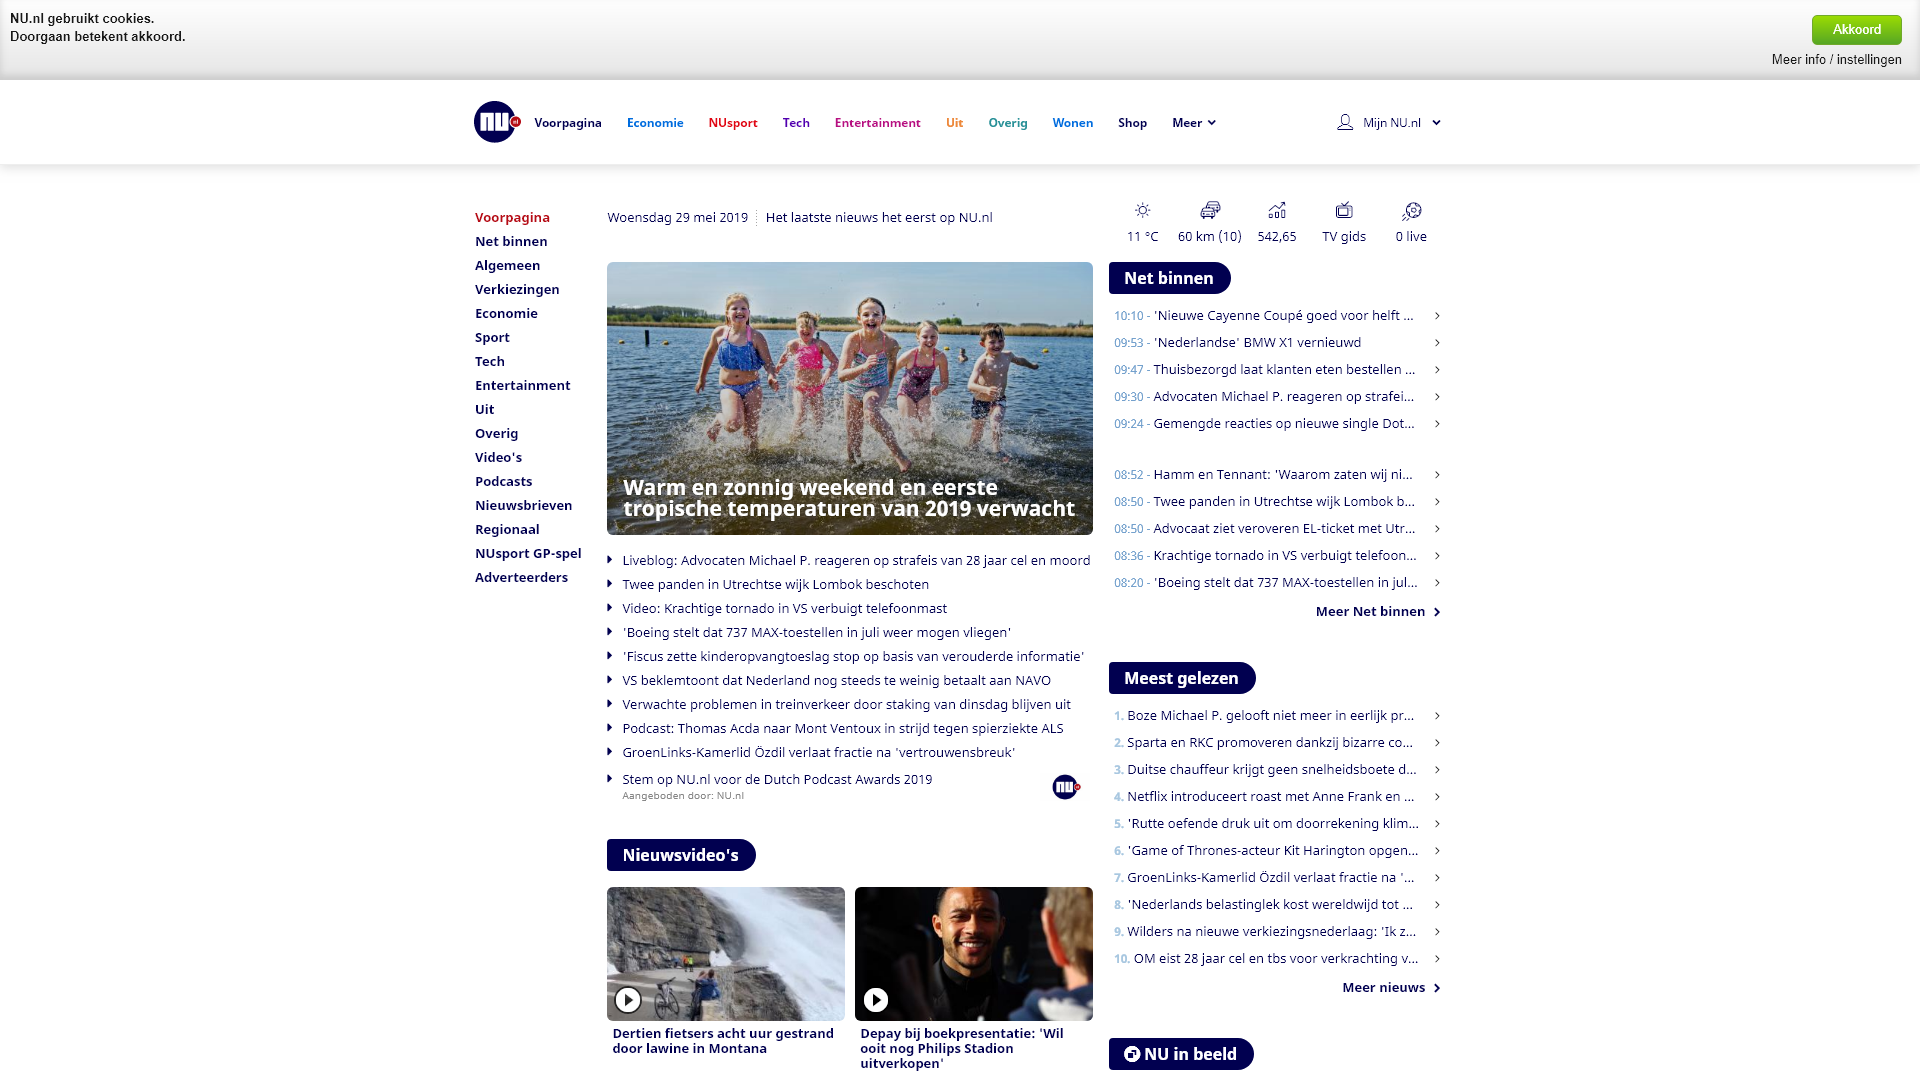 NU.nl gebruikt cookies.
Doorgaan betekent akkoord.
Akkoord
Meer info / instellingen
nu.nl
Voorpagina
Economie
NUsport
Tech
Entertainment
Uit
Overig
Wonen
Shop
Meer
Mijn NU.nl
Voorpagina
Net binnen
Algemeen
Verkiezingen
Economie
Sport
Tech
Entertainment
Uit
Overig
Video's
Podcasts
Nieuwsbrieven
Regionaal
NUsport GP-spel
Adverteerders
Woensdag 29 mei 2019
Het laatste nieuws het eerst op NU.nl
11 °C
60 km (10)
542,65
TV gids
0 live
Warm en zonnig weekend en eerste
tropische temperaturen van 2019 verwacht
Liveblog: Advocaten Michael P. reageren op strafeis van 28 jaar cel en moord
Twee panden in Utrechtse wijk Lombok beschoten
Video: Krachtige tornado in VS verbuigt telefoonmast
'Boeing stelt dat 737 MAX-toestellen in juli weer mogen vliegen'
'Fiscus zette kinderopvangtoeslag stop op basis van verouderde informatie'
VS beklemtoont dat Nederland nog steeds te weinig betaalt aan NAVO
Verwachte problemen in treinverkeer door staking van dinsdag blijven uit
Podcast: Thomas Acda naar Mont Ventoux in strijd tegen spierziekte ALS
GroenLinks-Kamerlid Özdil verlaat fractie na 'vertrouwensbreuk'
Stem op NU.nl voor de Dutch Podcast Awards 2019
Aangeboden door: NU.nl
nu
Nieuwsvideo's
Dertien fietsers acht uur gestrand
door lawine in Montana
Depay bij boekpresentatie: 'Wil
ooit nog Philips Stadion
uitverkopen'
Net binnen
10:10 - 'Nieuwe Cayenne Coupé goed voor helft ...
09:53 - 'Nederlandse' BMW X1 vernieuwd
09:47 - Thuisbezorgd laat klanten eten bestellen ...
09:30 - Advocaten Michael P. reageren op strafei...
09:24 - Gemengde reacties op nieuwe single Dot...
08:52 - Hamm en Tennant: 'Waarom zaten wij ni...
08:50 - Twee panden in Utrechtse wijk Lombok b...
08:50 - Advocaat ziet veroveren EL-ticket met Utr...
08:36 - Krachtige tornado in VS verbuigt telefoon...
08:20 - 'Boeing stelt dat 737 MAX-toestellen in jul...
Meer Net binnen
Meest gelezen
1. Boze Michael P. gelooft niet meer in eerlijk pr...
2. Sparta en RKC promoveren dankzij bizarre co...
3. Duitse chauffeur krijgt geen snelheidsboete d...
4. Netflix introduceert roast met Anne Frank en ...
5. 'Rutte oefende druk uit om doorrekening klim...
6. 'Game of Thrones-acteur Kit Harington opgen...
7. GroenLinks-Kamerlid Özdil verlaat fractie na '...
8. 'Nederlands belastinglek kost wereldwijd tot ...
9. Wilders na nieuwe verkiezingsnederlaag: 'Ik z...
10. OM eist 28 jaar cel en tbs voor verkrachting v...
Meer nieuws
NU in beeld